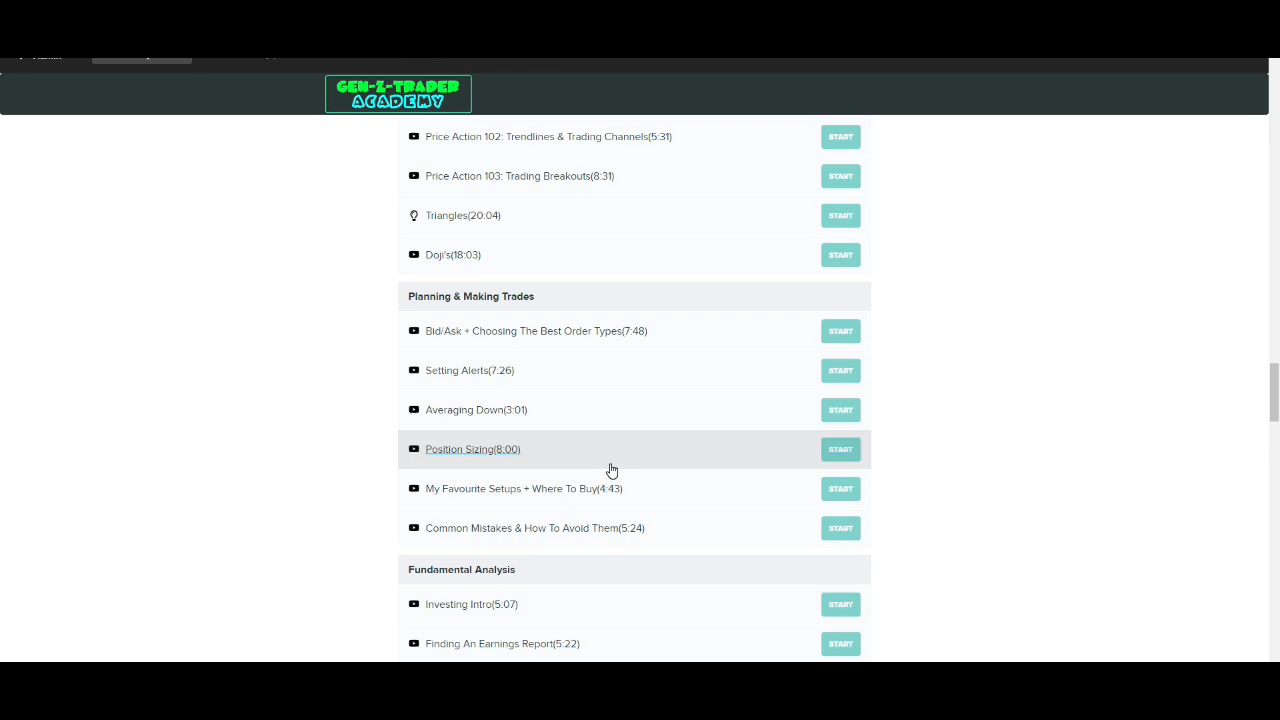 GEN-Z-TRADER
ACADEMY
Price Action 102: Trendlines & Trading Channels(5:31)
START
Price Action 103: Trading Breakouts(8:31)
START
Triangles(20:04)
START
Doji's(18:03)
START
Planning & Making Trades
Bid/Ask + Choosing The Best Order Types(7:48)
START
Setting Alerts(7:26)
START
Averaging Down(3:01)
START
Position Sizing(8:00)
START
My Favourite Setups + Where To Buy(4:43)
START
Common Mistakes & How To Avoid Them(5:24)
START
Fundamental Analysis
Investing Intro(5:07)
START
Finding An Earnings Report(5:22)
START